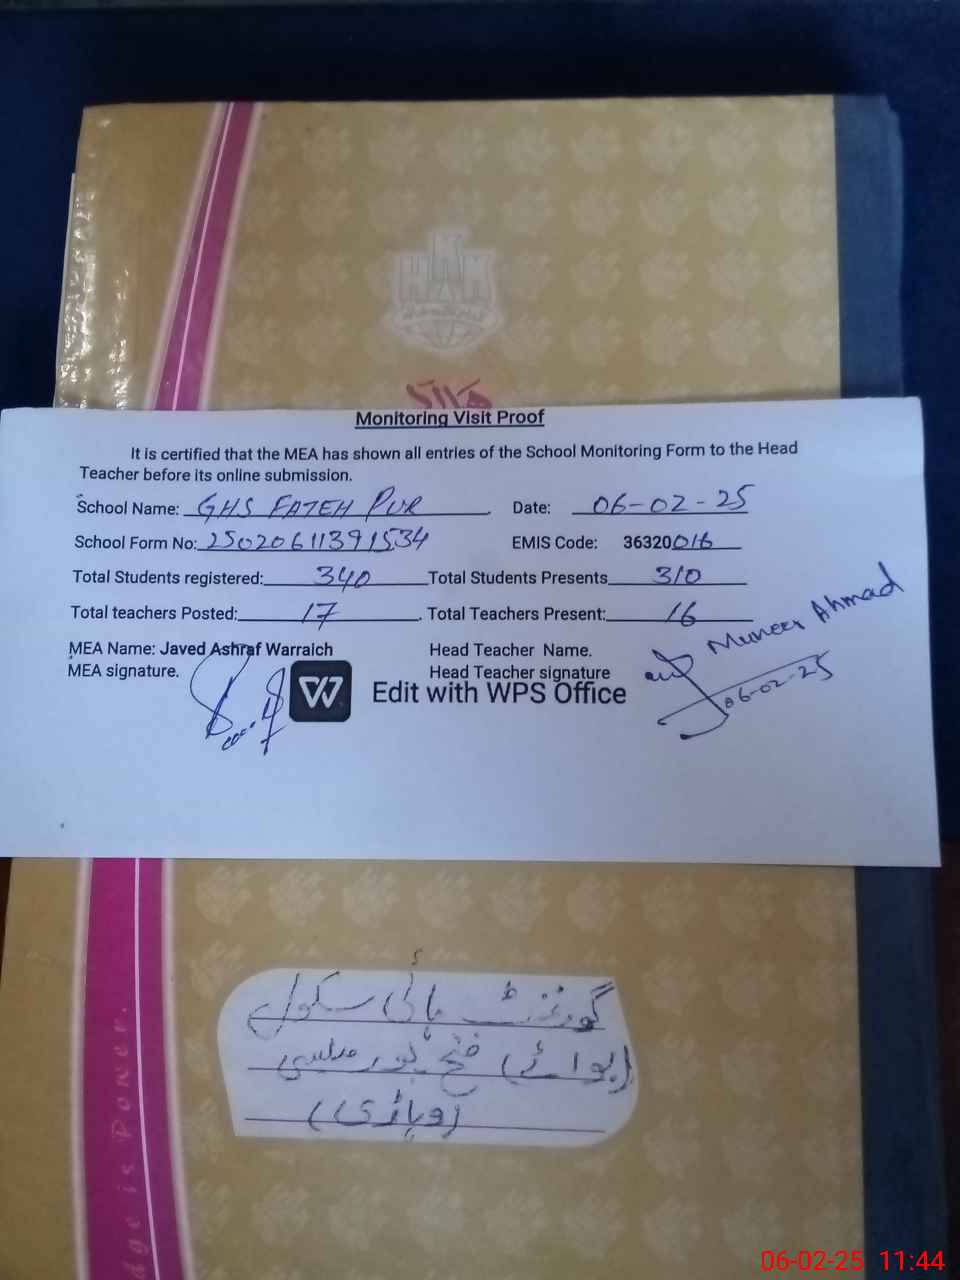 Monitoring Visit Proof
It is certified that the MEA has shown all entries of the School Monitoring Form to the Head
Teacher before its online submission.
School Name: GHS FATEH PUR Date: 06-02-25
School Form No: 25020611391534 EMIS Code: 36320016
Total Students registered: 340 Total Students Presents 310
Total teachers Posted: 17 Total Teachers Present: 16
MEA Name: Javed Ashraf Warraich Head Teacher Name. Muneer Ahmad
MEA signature. Head Teacher signature
06-02-25
Edit with WPS Office
گورنمنٹ ہائی سکول
(بوائز) فتح پور میلسی
(وہاڑی)
06-02-25 11:44